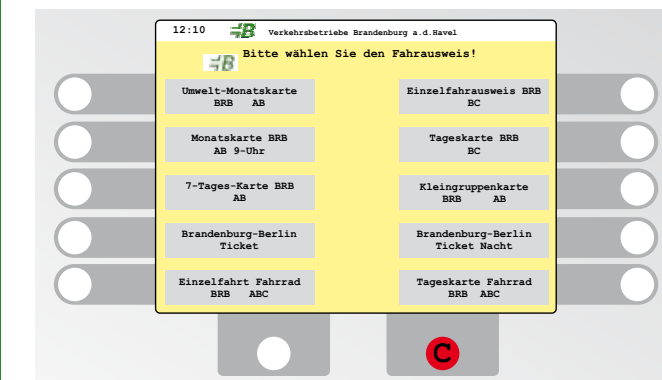 12:10 B Verkehrsbetriebe Brandenburg a.d.Havel
B Bitte wählen Sie den Fahrausweis!
Umwelt-Monatskarte
BRB AB
Einzelfahrausweis BRB
BC
Monatskarte BRB
AB 9-Uhr
Tageskarte BRB
BC
7-Tages-Karte BRB
AB
Kleingruppenkarte
BRB AB
Brandenburg-Berlin
Ticket
Brandenburg-Berlin
Ticket Nacht
Einzelfahrt Fahrrad
BRB ABC
Tageskarte Fahrrad
BRB ABC
C